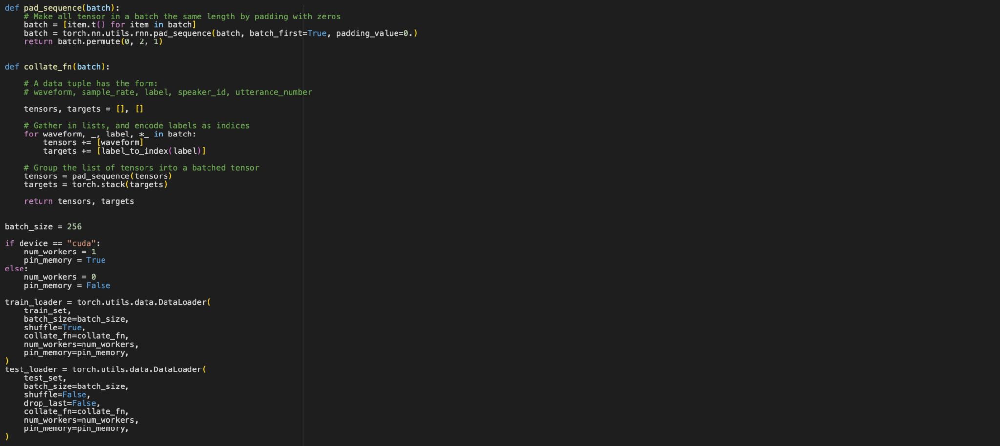 def pad_sequence(batch):
    # Make all tensor in a batch the same length by padding with zeros
    batch = [item.t() for item in batch]
    batch = torch.nn.utils.rnn.pad_sequence(batch, batch_first=True, padding_value=0.)
    return batch.permute(0, 2, 1)


def collate_fn(batch):

    # A data tuple has the form:
    # waveform, sample_rate, label, speaker_id, utterance_number

    tensors, targets = [], []

    # Gather in lists, and encode labels as indices
    for waveform, _, label, *_ in batch:
        tensors += [waveform]
        targets += [label_to_index(label)]

    # Group the list of tensors into a batched tensor
    tensors = pad_sequence(tensors)
    targets = torch.stack(targets)

    return tensors, targets


batch_size = 256

if device == "cuda":
    num_workers = 1
    pin_memory = True
else:
    num_workers = 0
    pin_memory = False

train_loader = torch.utils.data.DataLoader(
    train_set,
    batch_size=batch_size,
    shuffle=True,
    collate_fn=collate_fn,
    num_workers=num_workers,
    pin_memory=pin_memory,
)
test_loader = torch.utils.data.DataLoader(
    test_set,
    batch_size=batch_size,
    shuffle=False,
    drop_last=False,
    collate_fn=collate_fn,
    num_workers=num_workers,
    pin_memory=pin_memory,
)